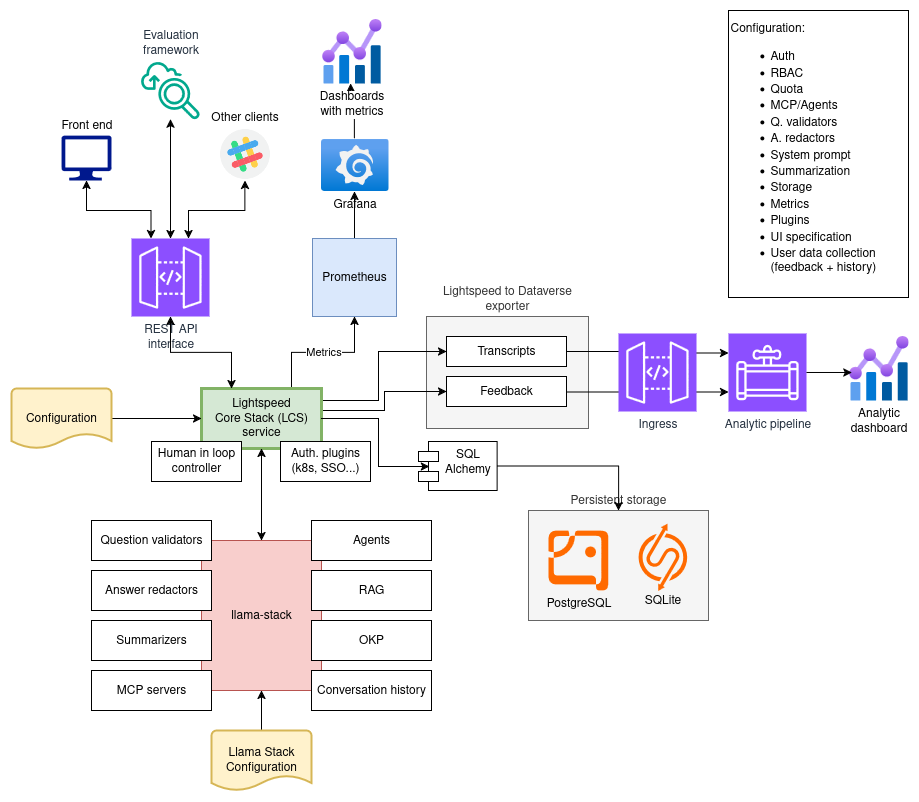 Evaluation
framework
Front end
Other clients
Dashboards
with metrics
Grafana
Prometheus
REST API
interface
Metrics
Configuration:
Auth
RBAC
Quota
MCP/Agents
Q. validators
A. redactors
System prompt
Summarization
Storage
Metrics
Plugins
UI specification
User data collection
(feedback + history)
Lightspeed to Dataverse
exporter
Transcripts
Feedback
Ingress
Analytic pipeline
Analytic
dashboard
Configuration
Lightspeed
Core Stack (LCS)
service
Human in loop
controller
Auth. plugins
(k8s, SSO...)
SQL
Alchemy
Persistent storage
PostgreSQL
SQLite
Question validators
Answer redactors
Summarizers
MCP servers
llama-stack
Agents
RAG
OKP
Conversation history
Llama Stack
Configuration